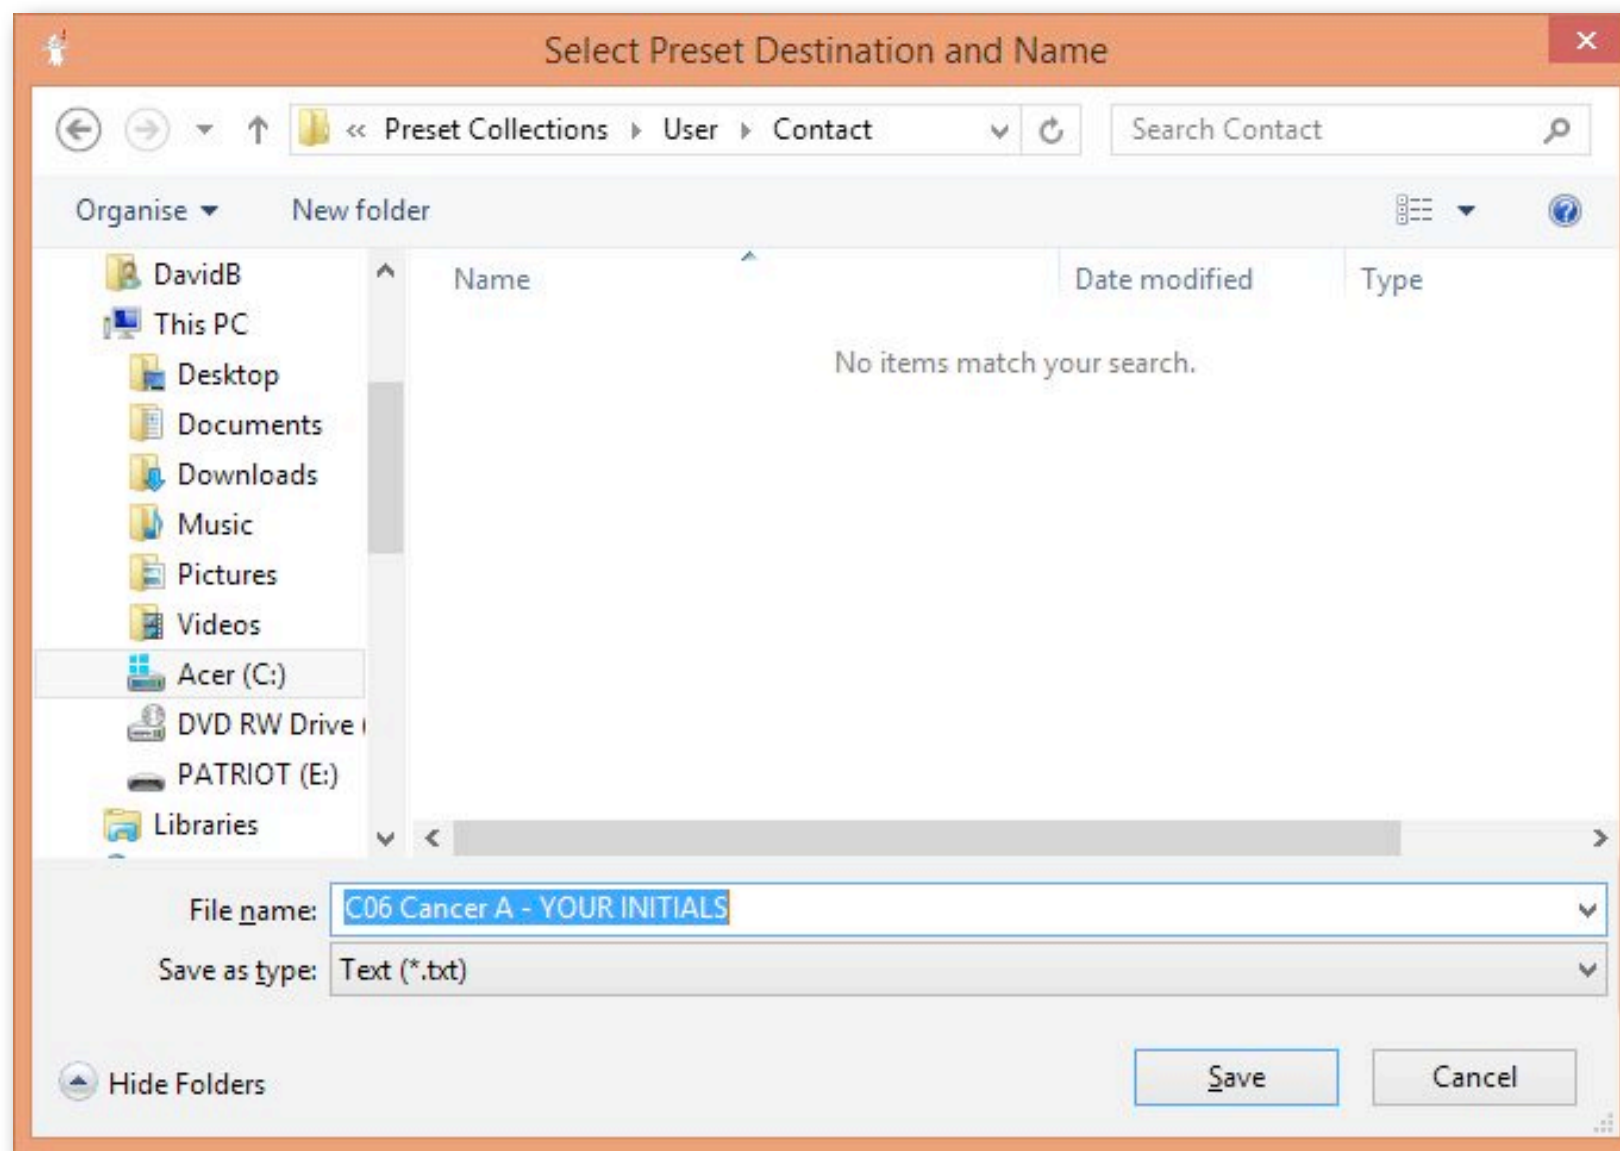 Select Preset Destination and Name
« Preset Collections User Contact
Search Contact
Organise
New folder
Name
Date modified
Type
DavidB
This PC
Desktop
Documents
Downloads
Music
Pictures
Videos
Acer (C:)
DVD RW Drive (
PATRIOT (E:)
Libraries
No items match your search.
File name: C06 Cancer A - YOUR INITIALS
Save as type: Text (*.txt)
Hide Folders
Save
Cancel